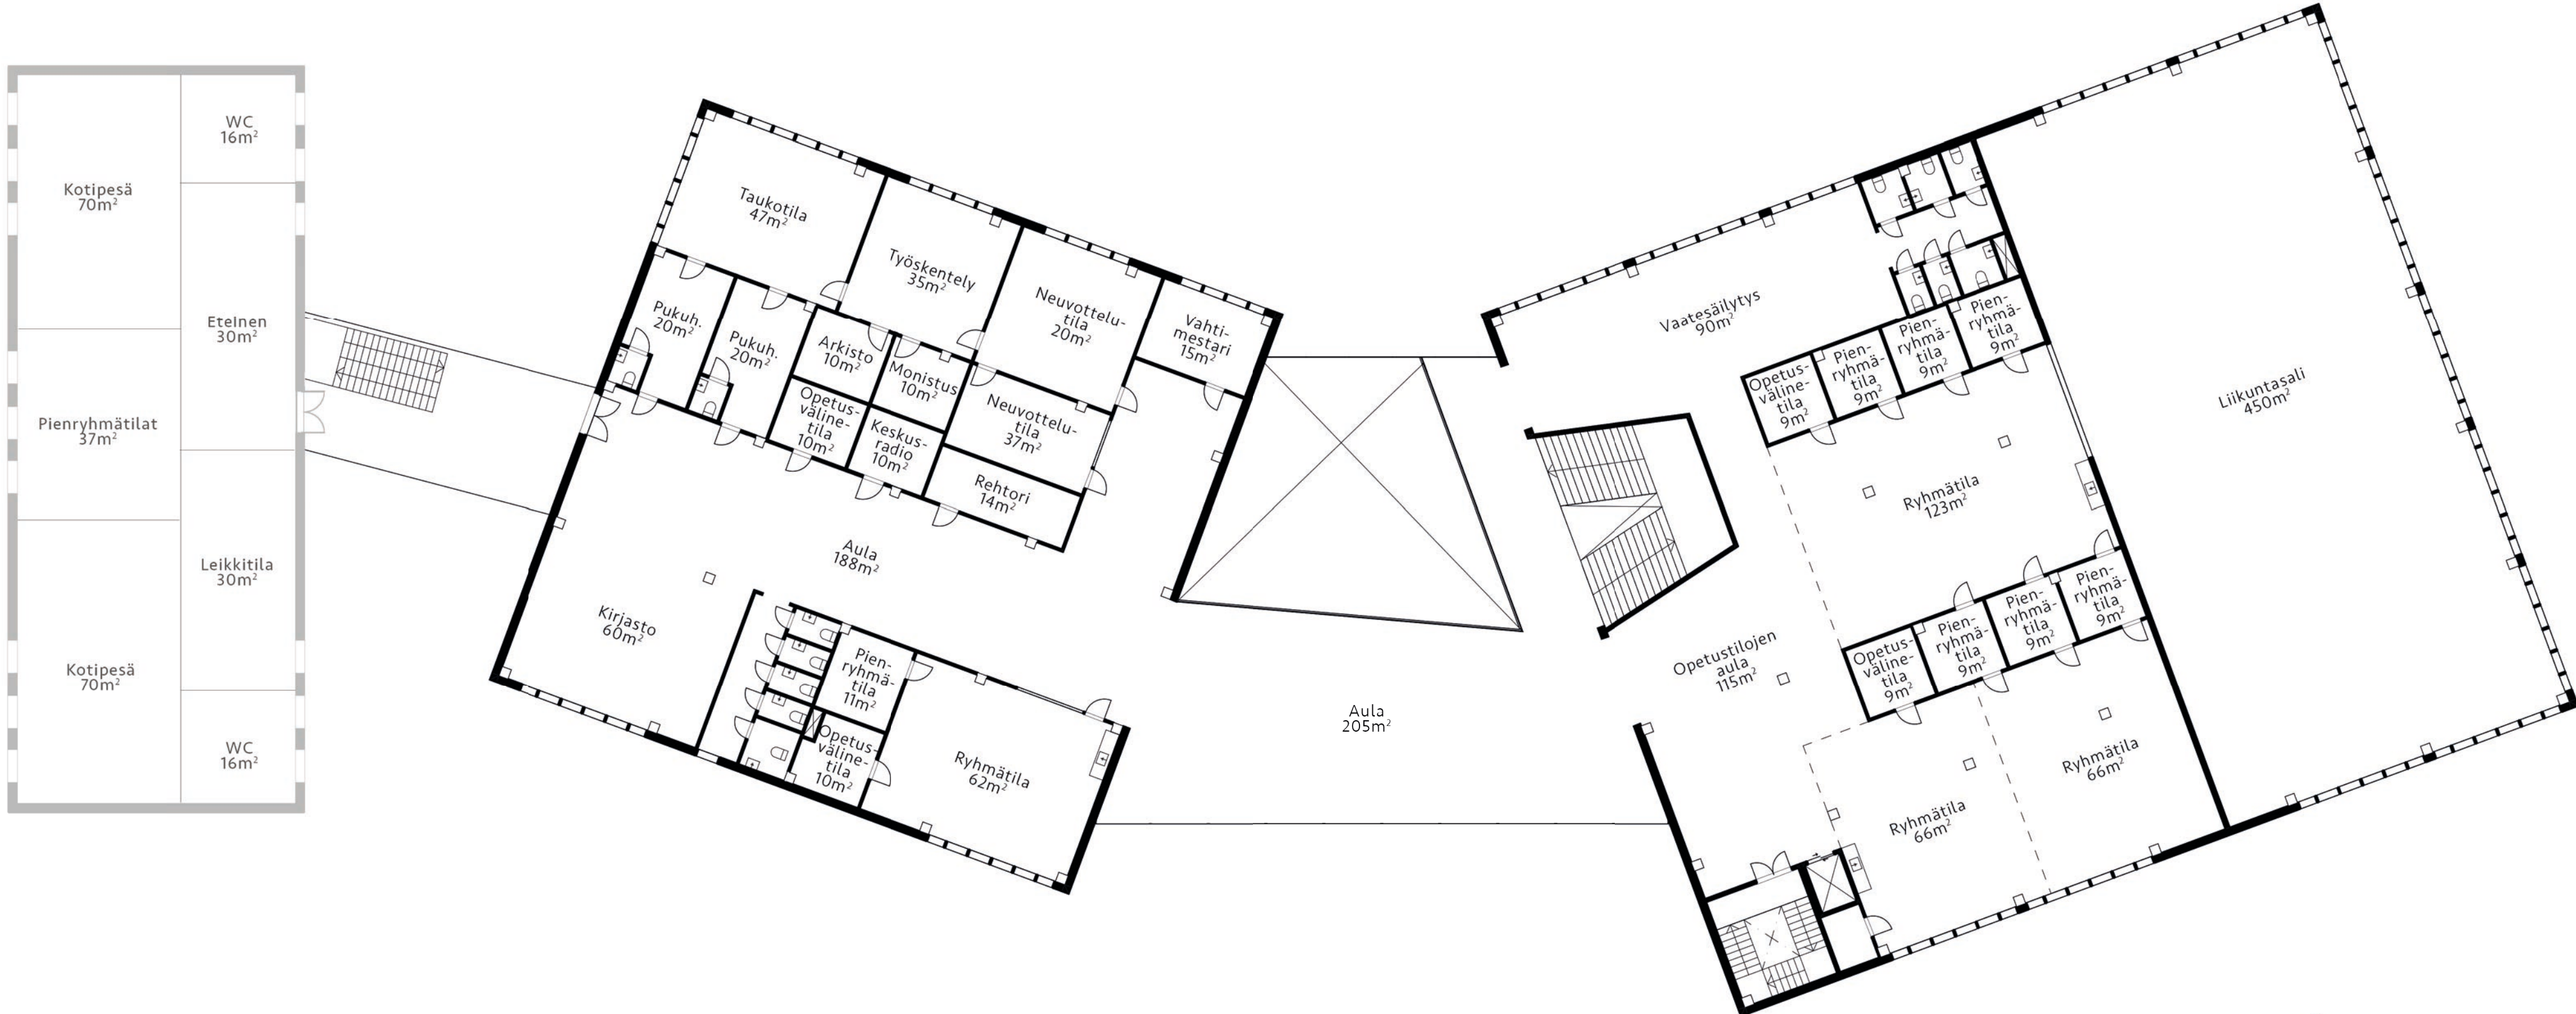 WC
16m²
Kotipesä
70m²
Eteinen
30m²
Pienryhmätilat
37m²
Leikkitila
30m²
Kotipesä
70m²
WC
16m²
Taukotila
47m²
Työskentely
35m²
Neuvottelu-
tila
20m²
Vahti-
mestari
15m²
Pukuh.
20m²
Pukuh.
20m²
Arkisto
10m²
Monistus
10m²
Opetus-
väline-
tila
10m²
Keskus-
radio
10m²
Neuvottelu-
tila
37m²
Rehtori
14m²
Aula
188m²
Kirjasto
60m²
Pien-
ryhmä-
tila
11m²
Opetus-
väline-
tila
10m²
Ryhmätila
62m²
Aula
205m²
Vaatesäilytys
90m²
Opetus-
väline-
tila
9m²
Pien-
ryhmä-
tila
9m²
Pien-
ryhmä-
tila
9m²
Pien-
ryhmä-
tila
9m²
Liikuntasali
450m²
Ryhmätila
123m²
Opetustilojen
aula
115m²
Opetus-
väline-
tila
9m²
Pien-
ryhmä-
tila
9m²
Pien-
ryhmä-
tila
9m²
Pien-
ryhmä-
tila
9m²
Ryhmätila
66m²
Ryhmätila
66m²